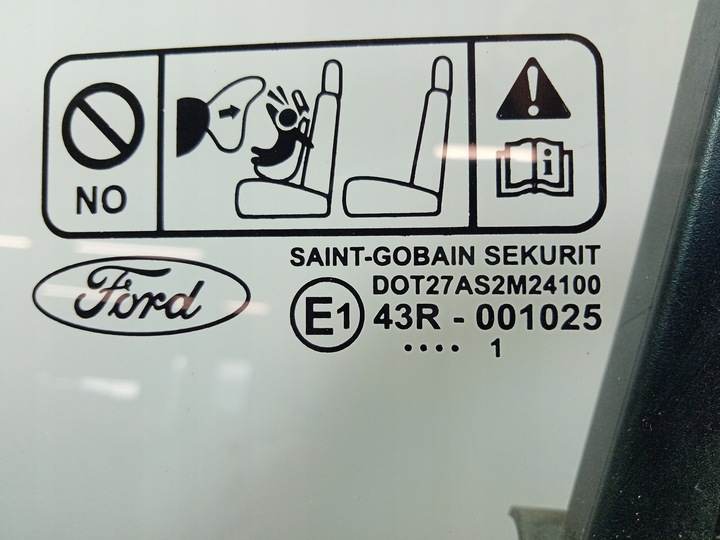 NO
i
SAINT-GOBAIN SEKURIT
DOT27AS2M24100
Ford
E1 43R - 001025
.... 1